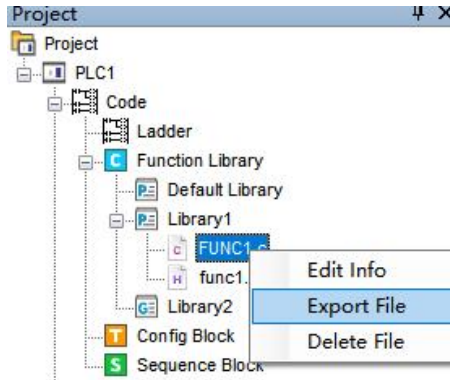 Project
Project
PLC1
Code
Ladder
Function Library
Default Library
Library1
FUNC1.c
func1.
Library2
Config Block
Sequence Block
Edit Info
Export File
Delete File